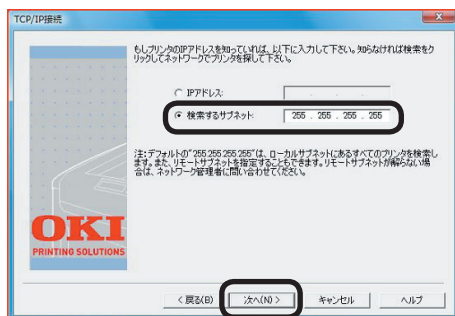 TCP/IP接続
もしプリンタのIPアドレスを知っていれば、以下に入力して下さい。知らなければ検索をク
リックしてネットワークでプリンタを探して下さい。
IPアドレス:
検索するサブネット: 255 . 255 . 255 . 255
注:デフォルトの"255.255.255.255"は、ローカルサブネットにあるすべてのプリンタを検索し
ます。また、リモートサブネットを指定することもできます。リモートサブネットが解らない場
合は、ネットワーク管理者に問い合わせてください。
OKI
PRINTING SOLUTIONS
< 戻る(B) 次へ(N) > キャンセル ヘルプ